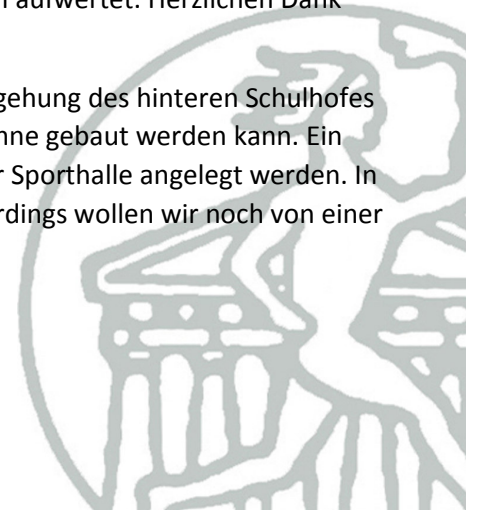 aufwertet. Herzlichen Dank
gehung des hinteren Schulhofes
hne gebaut werden kann. Ein
r Sporthalle angelegt werden. In
rdings wollen wir noch von einer